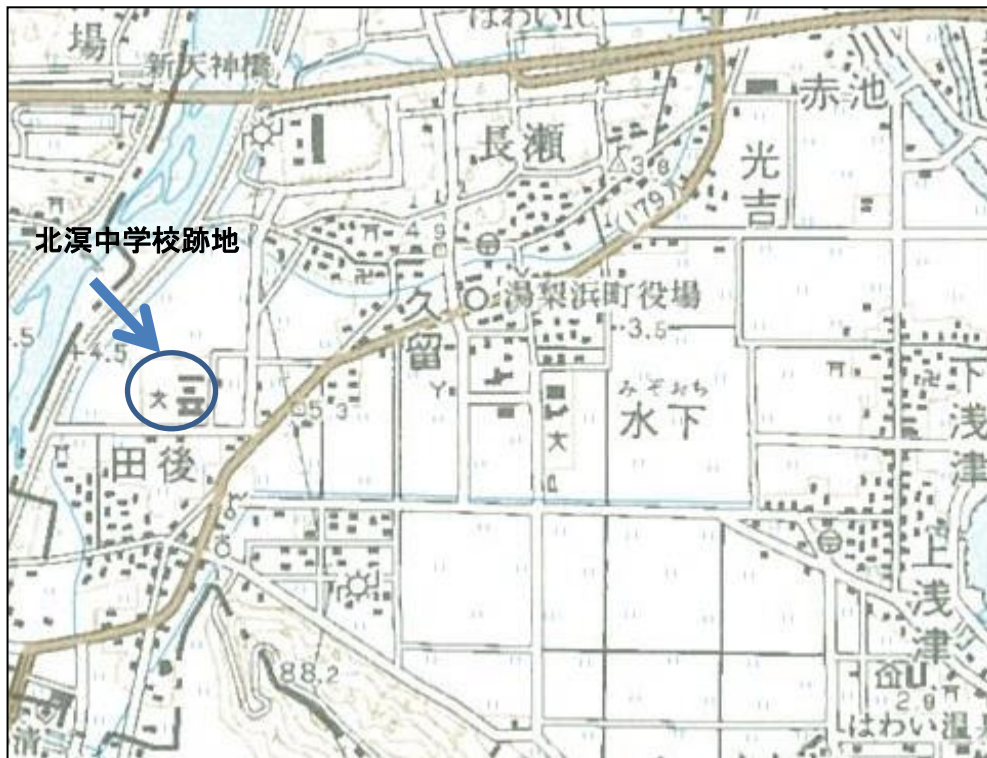 はわいIC
場
新天神橋
赤池
長瀬
3.8
光吉
(179)
4.9
北溟中学校跡地
湯梨浜町役場
久留
3.5
4.5
.5
みぞおち
水下
下浅津
5.3
田後
上浅津
88.2
2.9
はわい温泉
清